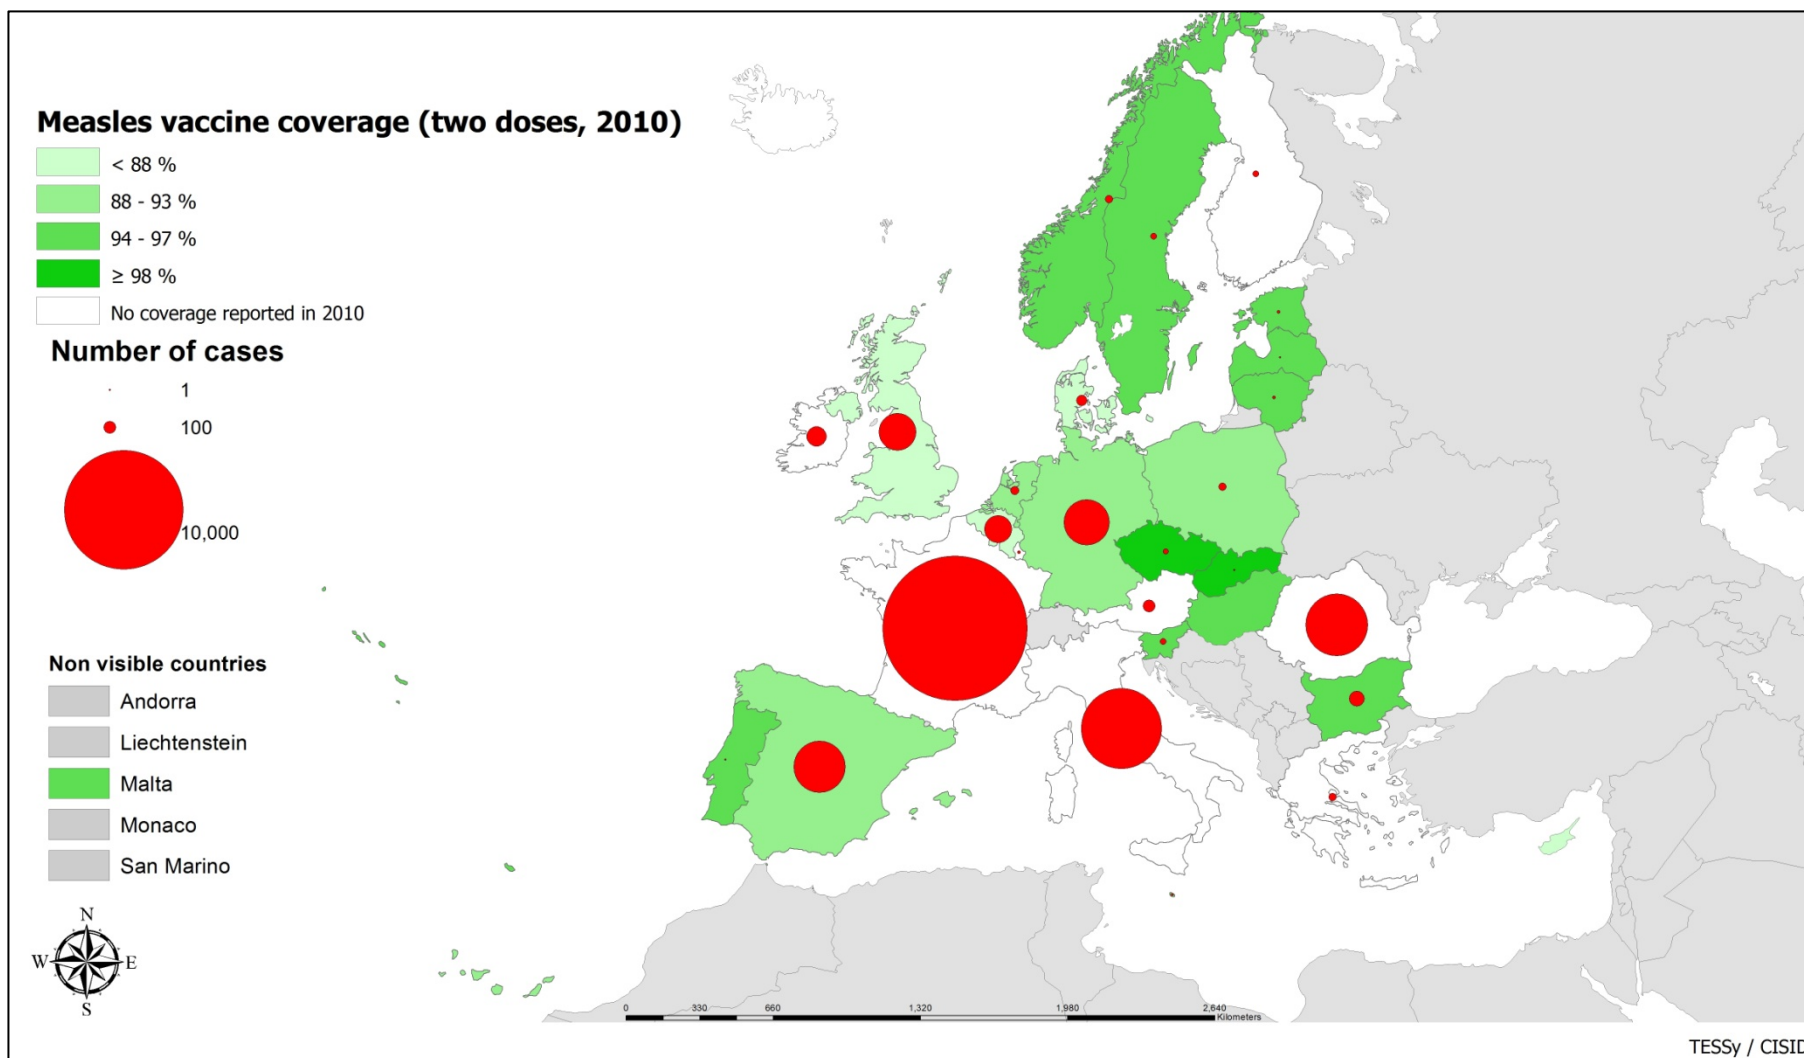 Measles vaccine coverage (two doses, 2010)
< 88 %
88 - 93 %
94 - 97 %
≥ 98 %
No coverage reported in 2010
Number of cases
1
100
10,000
Non visible countries
Andorra
Liechtenstein
Malta
Monaco
San Marino
N
W E
S
0 330 660 1,320 1,980 2,640
Kilometers
TESSy / CISID